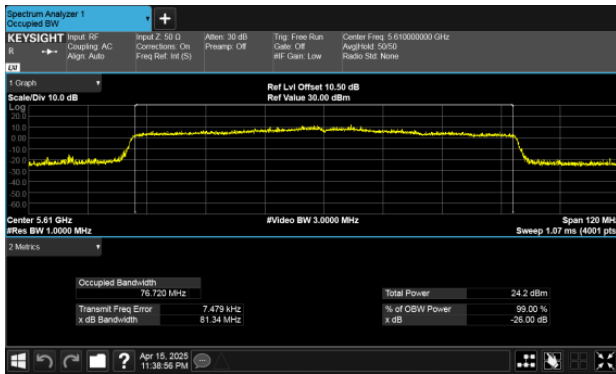 Spectrum Analyzer 1
Occupied BW
+
KEYSIGHT Input: RF Input Z: 50 Ω Atten: 30 dB Trig: Free Run Center Freq: 5.610000000 GHz
R Coupling: AC Corrections: On Preamp: Off Gate: Off Avg|Hold: 50/50
Align: Auto Freq Ref: Int (S) #IF Gain: Low Radio Std: None
LXI
1 Graph
Ref Lvl Offset 10.50 dB
Scale/Div 10.0 dB Ref Value 30.00 dBm
Log
20.0
10.0
0.00
-10.0
-20.0
-30.0
-40.0
-50.0
-60.0
Center 5.61 GHz #Video BW 3.0000 MHz Span 120 MHz
#Res BW 1.0000 MHz Sweep 1.07 ms (4001 pts
2 Metrics
Occupied Bandwidth
76.720 MHz Total Power 24.2 dBm
Transmit Freq Error 7.479 kHz % of OBW Power 99.00 %
x dB Bandwidth 81.34 MHz x dB -26.00 dB
? Apr 15, 2025
11:38:56 PM